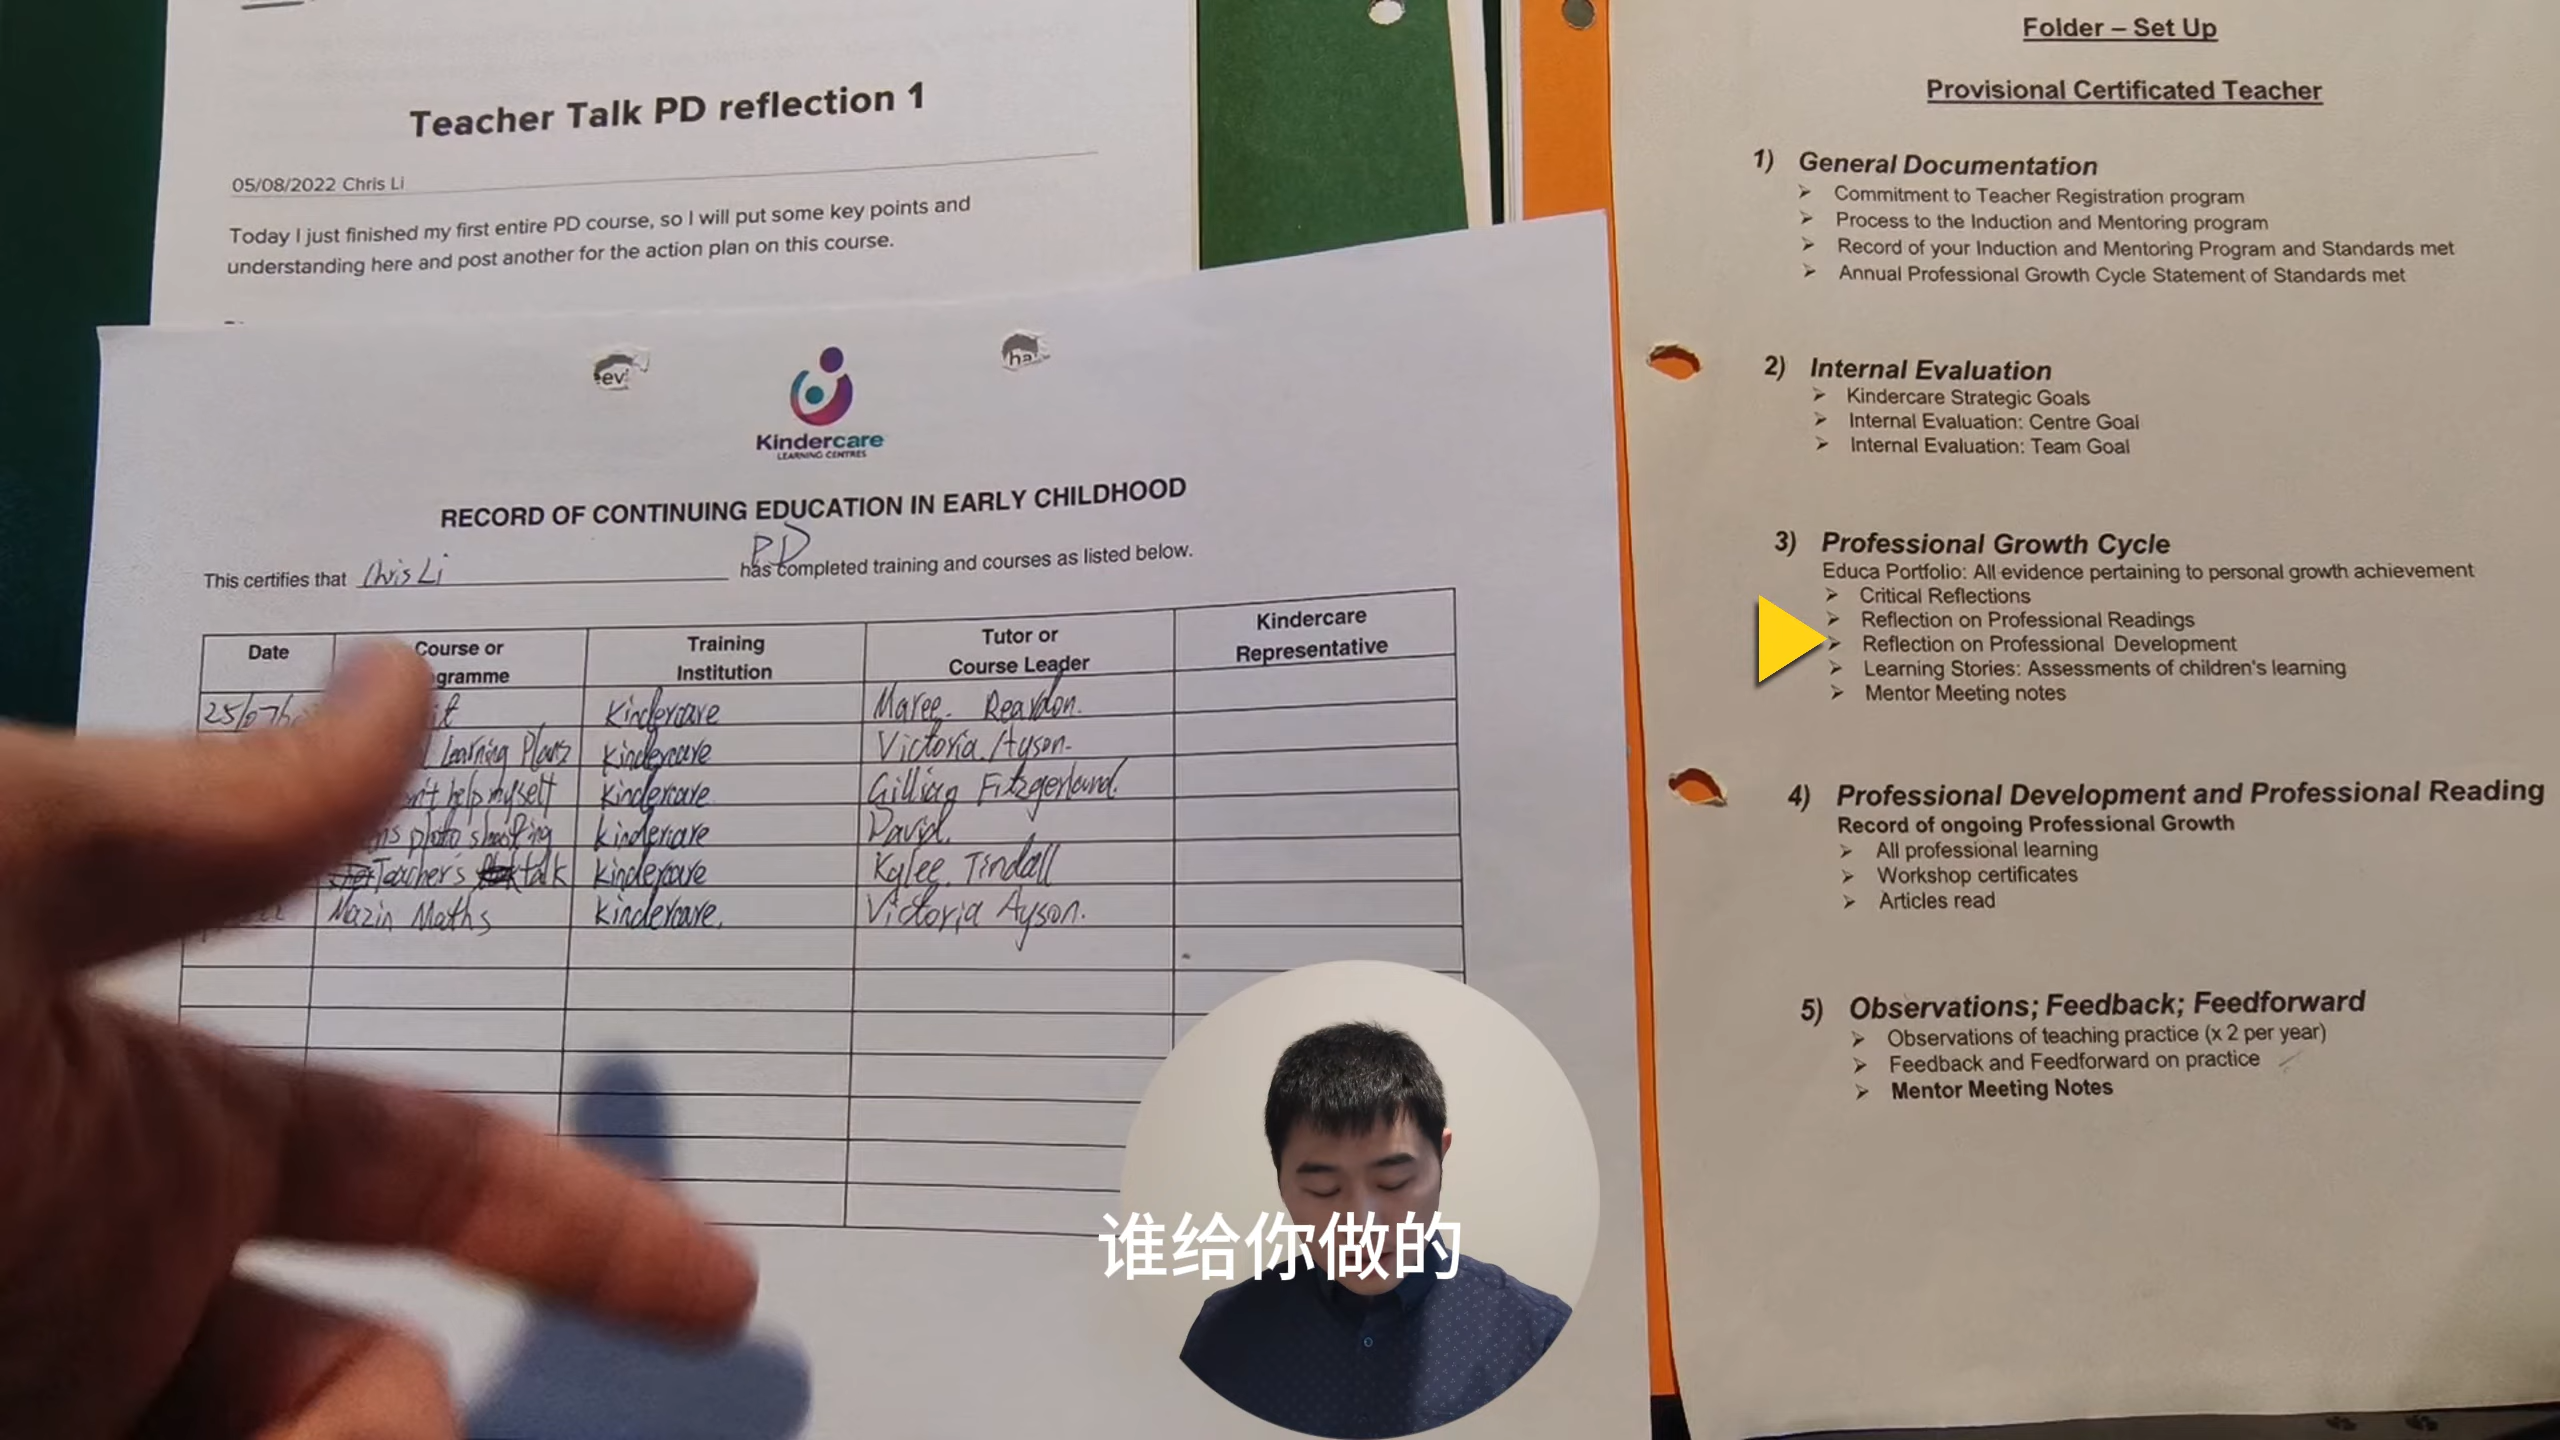 Teacher Talk PD reflection 1
05/08/2022 Chris Li
Today I just finished my first entire PD course, so I will put some key points and
understanding here and post another for the action plan on this course.
Kindercare
LEARNING CENTRES
RECORD OF CONTINUING EDUCATION IN EARLY CHILDHOOD
PD
This certifies that Chris Li has completed training and courses as listed below.
Date Course or Training Tutor or Kindercare
gramme Institution Course Leader Representative
25/07/ it Kindercare Maree. Reardon.
Learning Plans Kindercare Victoria Ayson.
n't help myself Kindercare Gillian Fitzgerland.
photo shooting Kindercare David.
Teacher's talk Kindercare Kylee. Tindall
Mazin Maths Kindercare. Victoria Ayson.
Folder – Set Up
Provisional Certificated Teacher
1) General Documentation
➢ Commitment to Teacher Registration program
➢ Process to the Induction and Mentoring program
➢ Record of your Induction and Mentoring Program and Standards met
➢ Annual Professional Growth Cycle Statement of Standards met
2) Internal Evaluation
➢ Kindercare Strategic Goals
➢ Internal Evaluation: Centre Goal
➢ Internal Evaluation: Team Goal
3) Professional Growth Cycle
Educa Portfolio: All evidence pertaining to personal growth achievement
➢ Critical Reflections
➢ Reflection on Professional Readings
➢ Reflection on Professional Development
➢ Learning Stories: Assessments of children's learning
➢ Mentor Meeting notes
4) Professional Development and Professional Reading
Record of ongoing Professional Growth
➢ All professional learning
➢ Workshop certificates
➢ Articles read
5) Observations; Feedback; Feedforward
➢ Observations of teaching practice (x 2 per year)
➢ Feedback and Feedforward on practice
➢ Mentor Meeting Notes
谁给你做的